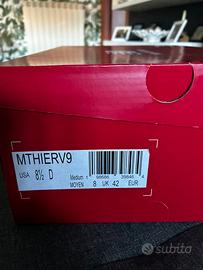 MTHIERV9
USA 8½ D
Medium
MOYEN 8 UK 42 EUR
subito